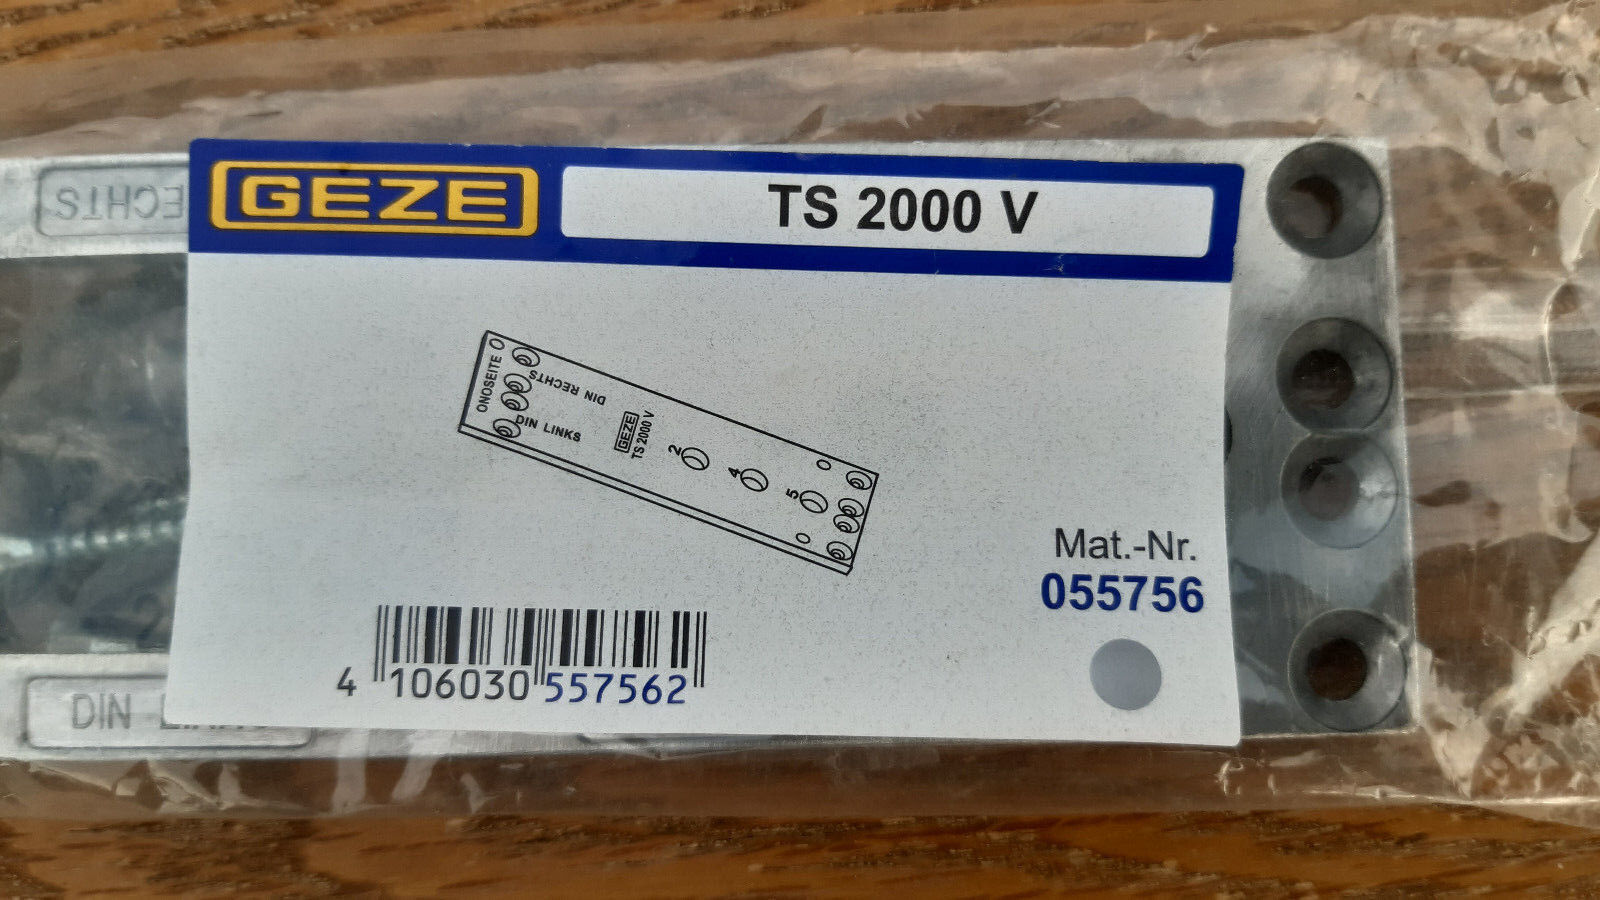 GEZE
TS 2000 V
ECHTS
ONOSEITE
DIN RECHTS
DIN LINKS
GEZE
TS 2000 V
2
4
5
Mat.-Nr.
055756
4 106030 557562
DIN